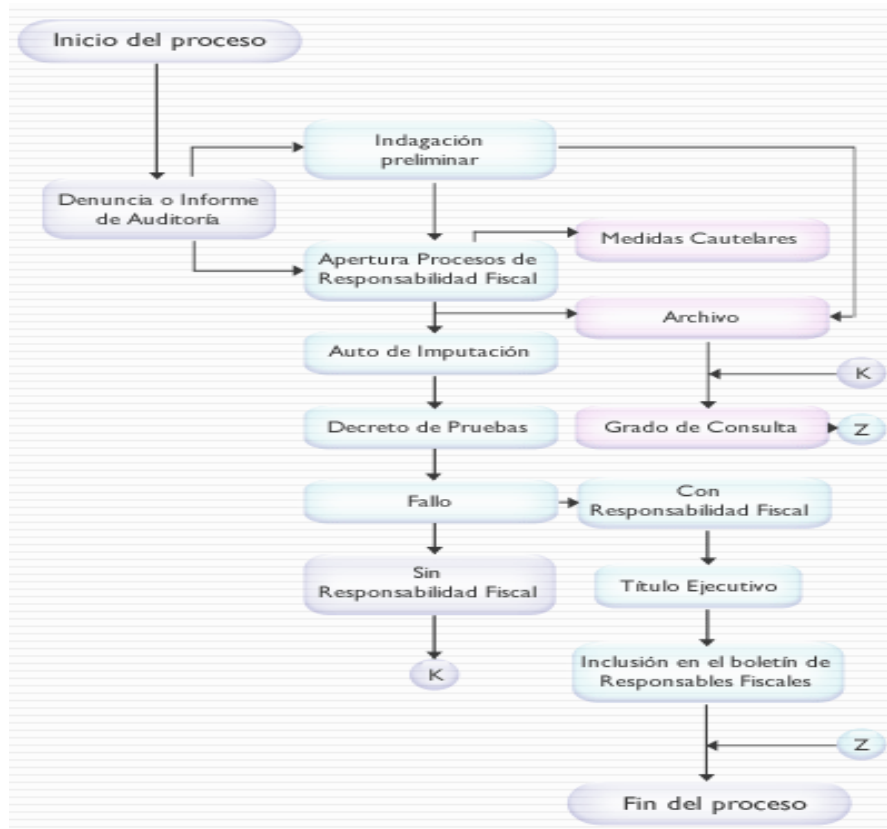 Inicio del proceso
Indagación
preliminar
Denuncia o Informe
de Auditoría
Medidas Cautelares
Apertura Procesos de
Responsabilidad Fiscal
Archivo
Auto de Imputación
K
Decreto de Pruebas
Grado de Consulta
Z
Fallo
Con
Responsabilidad Fiscal
Sin
Responsabilidad Fiscal
Título Ejecutivo
K
Inclusión en el boletín de
Responsables Fiscales
Z
Fin del proceso